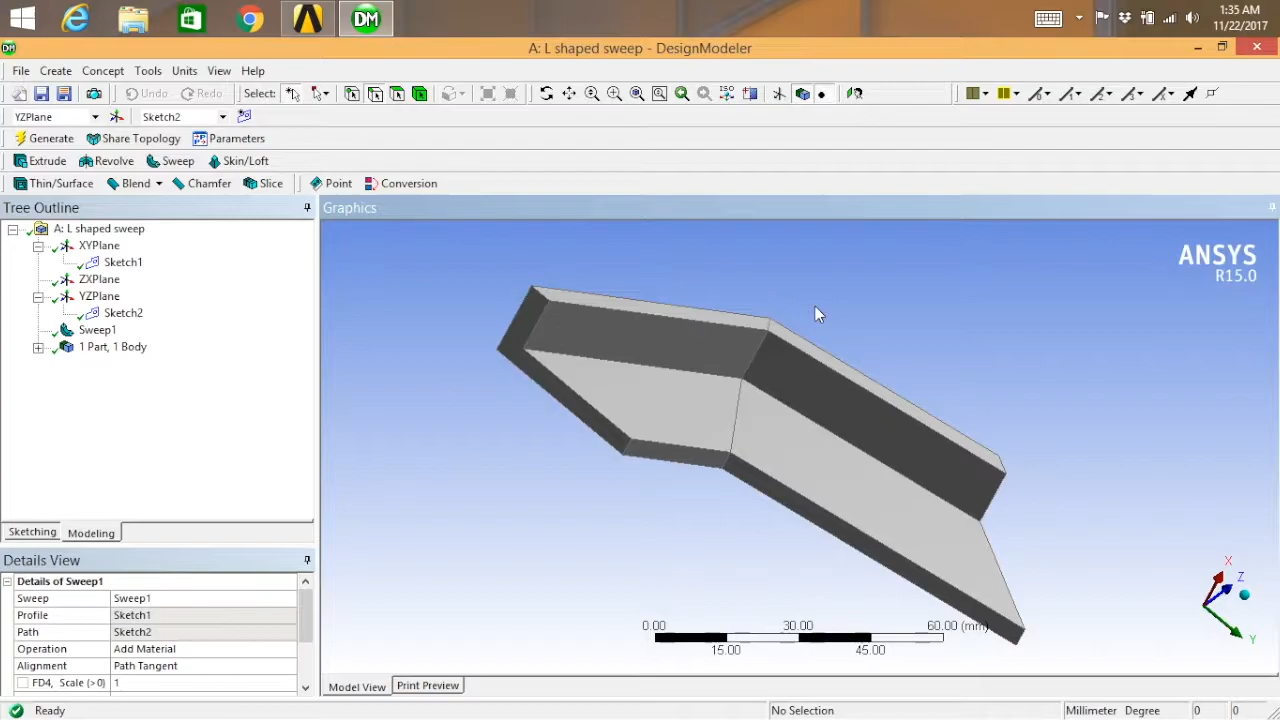 1:35 AM
11/22/2017
DM
DM
A: L shaped sweep - DesignModeler
File Create Concept Tools Units View Help
Undo Redo Select:
YZPlane Sketch2
Generate Share Topology Parameters
Extrude Revolve Sweep Skin/Loft
Thin/Surface Blend Chamfer Slice Point Conversion
Tree Outline
A: L shaped sweep
XYPlane
Sketch1
ZXPlane
YZPlane
Sketch2
Sweep1
1 Part, 1 Body
Sketching Modeling
Details View
Details of Sweep1
Sweep Sweep1
Profile Sketch1
Path Sketch2
Operation Add Material
Alignment Path Tangent
FD4, Scale (>0) 1
Graphics
ANSYS
R15.0
X
Z
Y
0.00 30.00 60.00 (mm)
15.00 45.00
Model View Print Preview
Ready No Selection Millimeter Degree 0 0